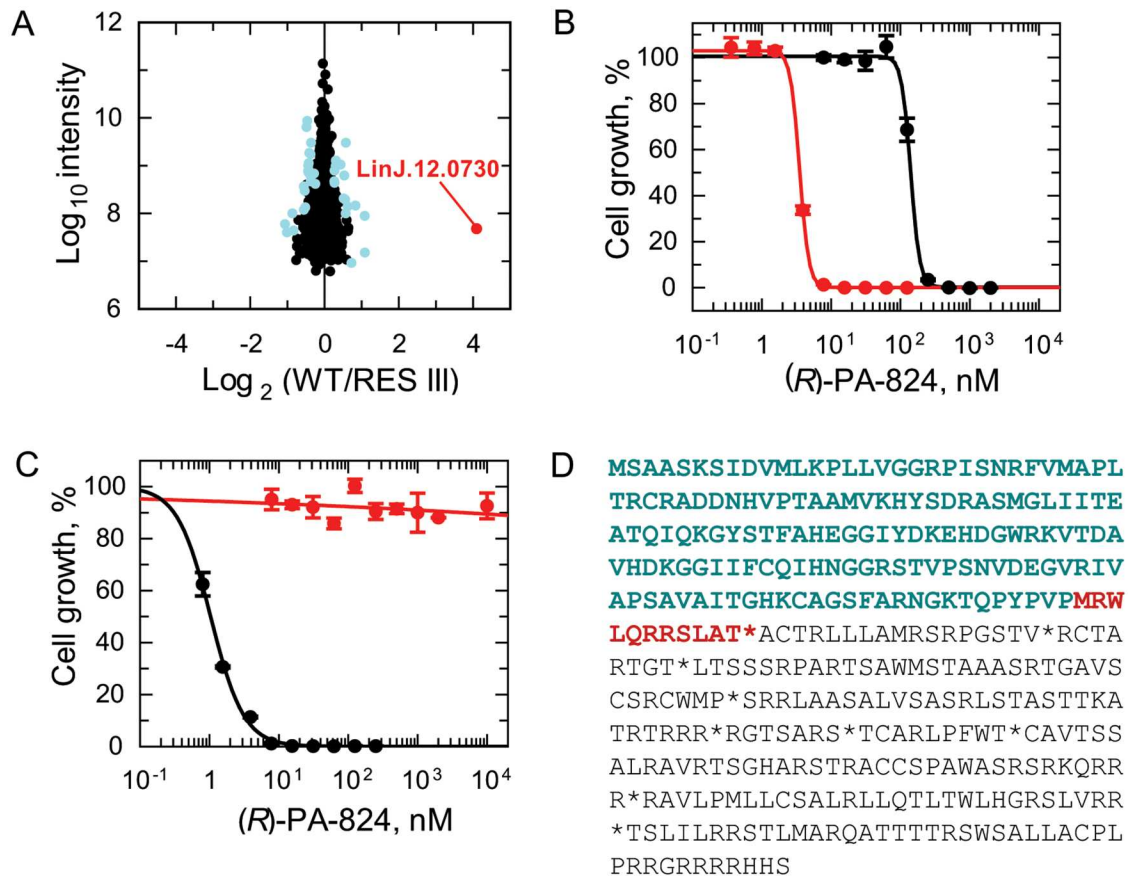 A
12
10
8
6
Log10 intensity
LinJ.12.0730
-4 -2 0 2 4
Log2 (WT/RES III)
B
100
80
60
40
20
0
Cell growth, %
10-1 1 101 102 103 104
(R)-PA-824, nM
C
100
80
60
40
20
0
Cell growth, %
10-1 1 101 102 103 104
(R)-PA-824, nM
D
MSAASKSIDVMLKPLLVGGRPISNRFVMAPL
TRCRADDNHVPTAAMVKHYSDRASMGLIITE
ATQIQKGYSTFAHEGGIYDKEHDGWRKVTDA
VHDKGGIIFCQIHNGGRSTVPSNVDEGVRIV
APSAVAITGHKCAGSFARNGKTQPYPVPMRW
LQRRSLAT*ACTRLLLAMRSRPGSTV*RCTA
RTGT*LTSSSRPARTSAWMSTAAASRTGAVS
CSRCWMP*SRRLAASALVSASRLSTASTTKA
TRTRRR*RGTSARS*TCARLPFWT*CAVTSS
ALRAVRTSGHARSTRACCSPAWASRSRKQRR
R*RAVLPMLLCSALRLLQTLTWLHGRSLVRR
*TSLILRRSTLMARQATTTTRSWSALLACPL
PRRGRRRRHHS